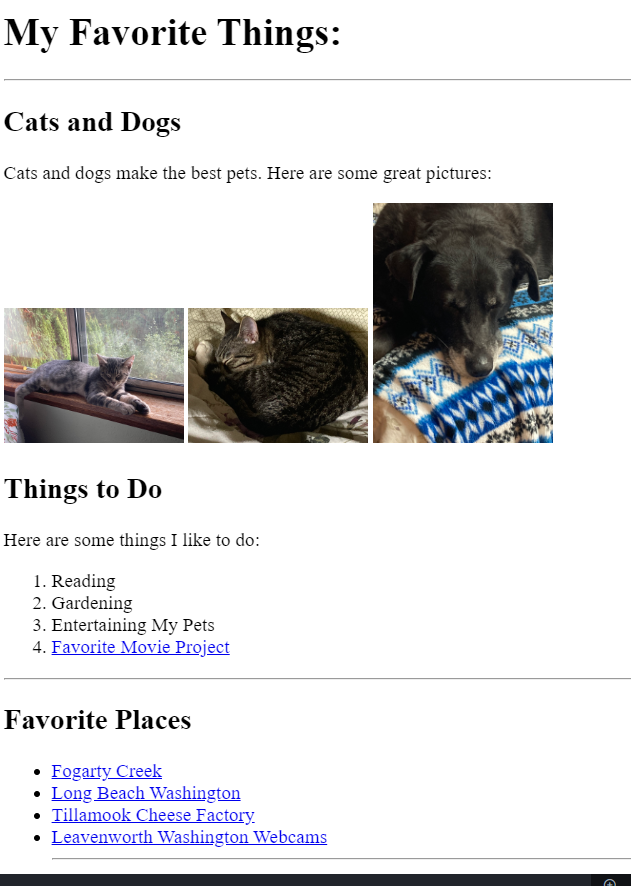 My Favorite Things:
Cats and Dogs
Cats and dogs make the best pets. Here are some great pictures:
Things to Do
Here are some things I like to do:
1. Reading
2. Gardening
3. Entertaining My Pets
4. Favorite Movie Project
Favorite Places
• Fogarty Creek
• Long Beach Washington
• Tillamook Cheese Factory
• Leavenworth Washington Webcams